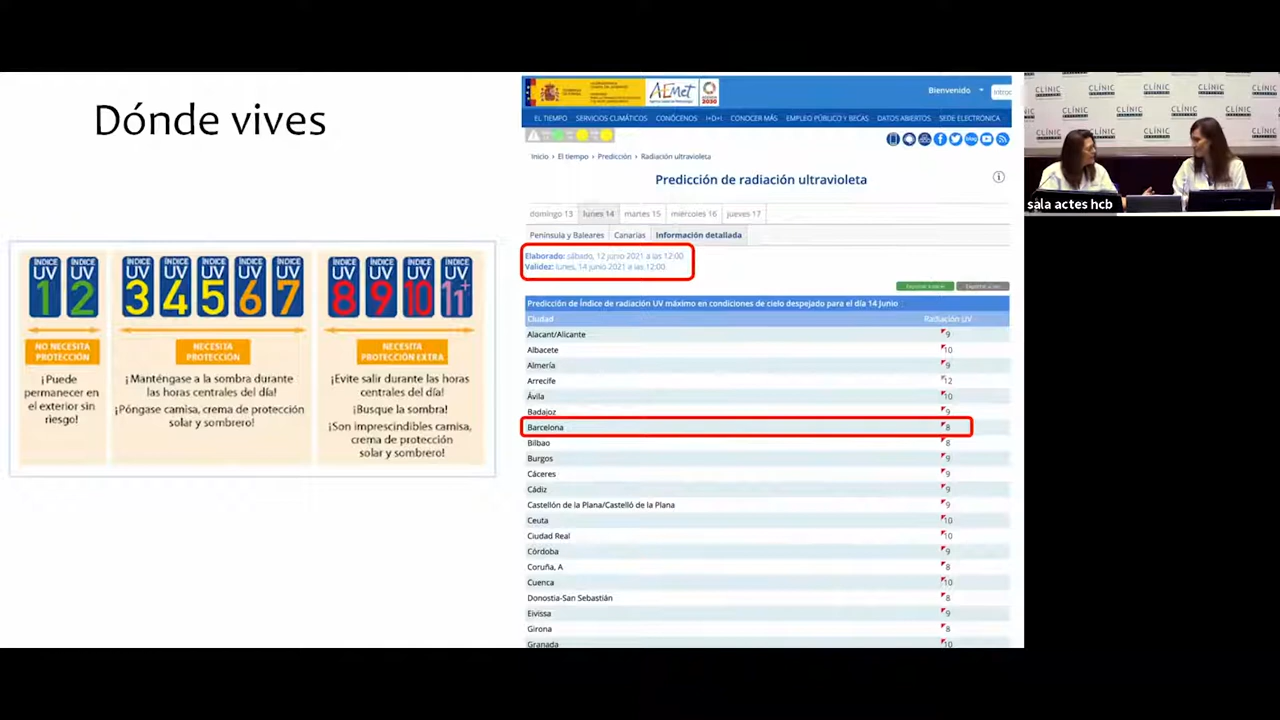 Dónde vives
ÍNDICE UV 1
ÍNDICE UV 2
ÍNDICE UV 3
ÍNDICE UV 4
ÍNDICE UV 5
ÍNDICE UV 6
ÍNDICE UV 7
ÍNDICE UV 8
ÍNDICE UV 9
ÍNDICE UV 10
ÍNDICE UV 11+
NO NECESITA
PROTECCIÓN
¡Puede
permanecer en
el exterior sin
riesgo!
NECESITA
PROTECCIÓN
¡Manténgase a la sombra durante
las horas centrales del día!
¡Póngase camisa, crema de protección
solar y sombrero!
NECESITA
PROTECCIÓN EXTRA
¡Evite salir durante las horas
centrales del día!
¡Busque la sombra!
¡Son imprescindibles camisa,
crema de protección
solar y sombrero!
AEmet
AGENDA
2030
Bienvenido
EL TIEMPO SERVICIOS CLIMÁTICOS CONÓCENOS I+D+I CONOCER MÁS EMPLEO PÚBLICO Y BECAS DATOS ABIERTOS SEDE ELECTRÓNICA
Inicio › El tiempo › Predicción › Radiación ultravioleta
Predicción de radiación ultravioleta
domingo 13 lunes 14 martes 15 miércoles 16 jueves 17
Península y Baleares Canarias Información detallada
Elaborado: sábado, 12 junio 2021 a las 12:00
Validez: lunes, 14 junio 2021 a las 12:00
Predicción de Índice de radiación UV máximo en condiciones de cielo despejado para el día 14 Junio
Ciudad Radiación UV
Alacant/Alicante 9
Albacete 10
Almería 9
Arrecife 12
Ávila 10
Badajoz 9
Barcelona 8
Bilbao 8
Burgos 9
Cáceres 9
Cádiz 9
Castellón de la Plana/Castelló de la Plana 9
Ceuta 10
Ciudad Real 10
Córdoba 9
Coruña, A 8
Cuenca 10
Donostia-San Sebastián 8
Eivissa 9
Girona 8
Granada 10
CLÍNIC
BARCELONA
sala actes hcb